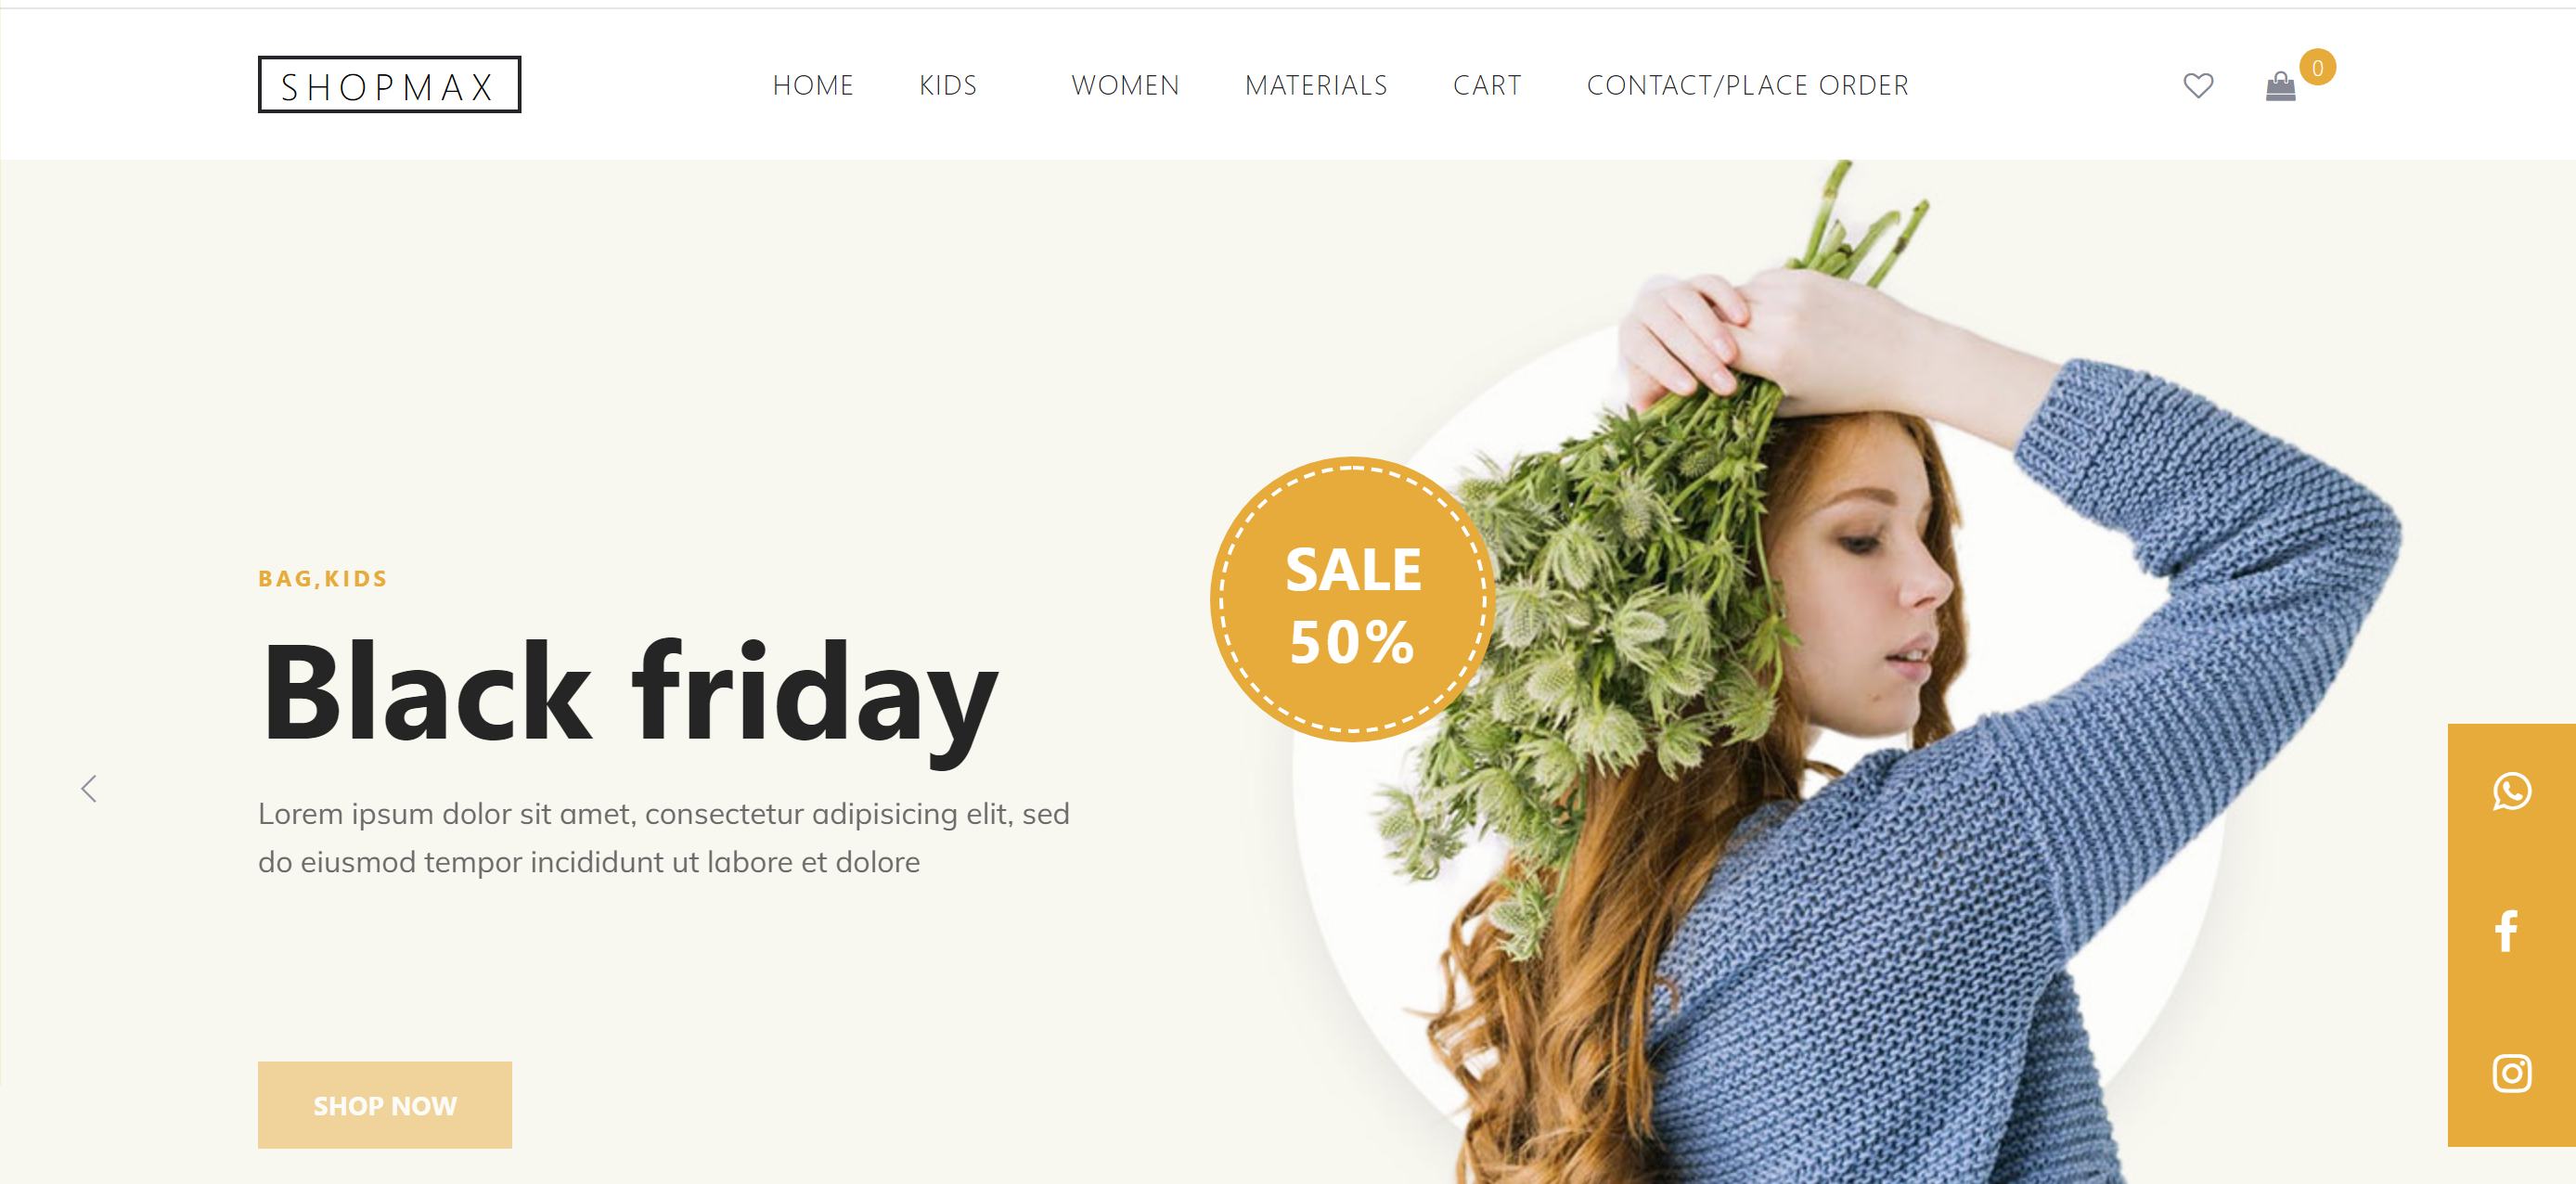 SHOPMAX
HOME KIDS WOMEN MATERIALS CART CONTACT/PLACE ORDER
0
BAG,KIDS
Black friday
Lorem ipsum dolor sit amet, consectetur adipisicing elit, sed
do eiusmod tempor incididunt ut labore et dolore
SHOP NOW
SALE
50%